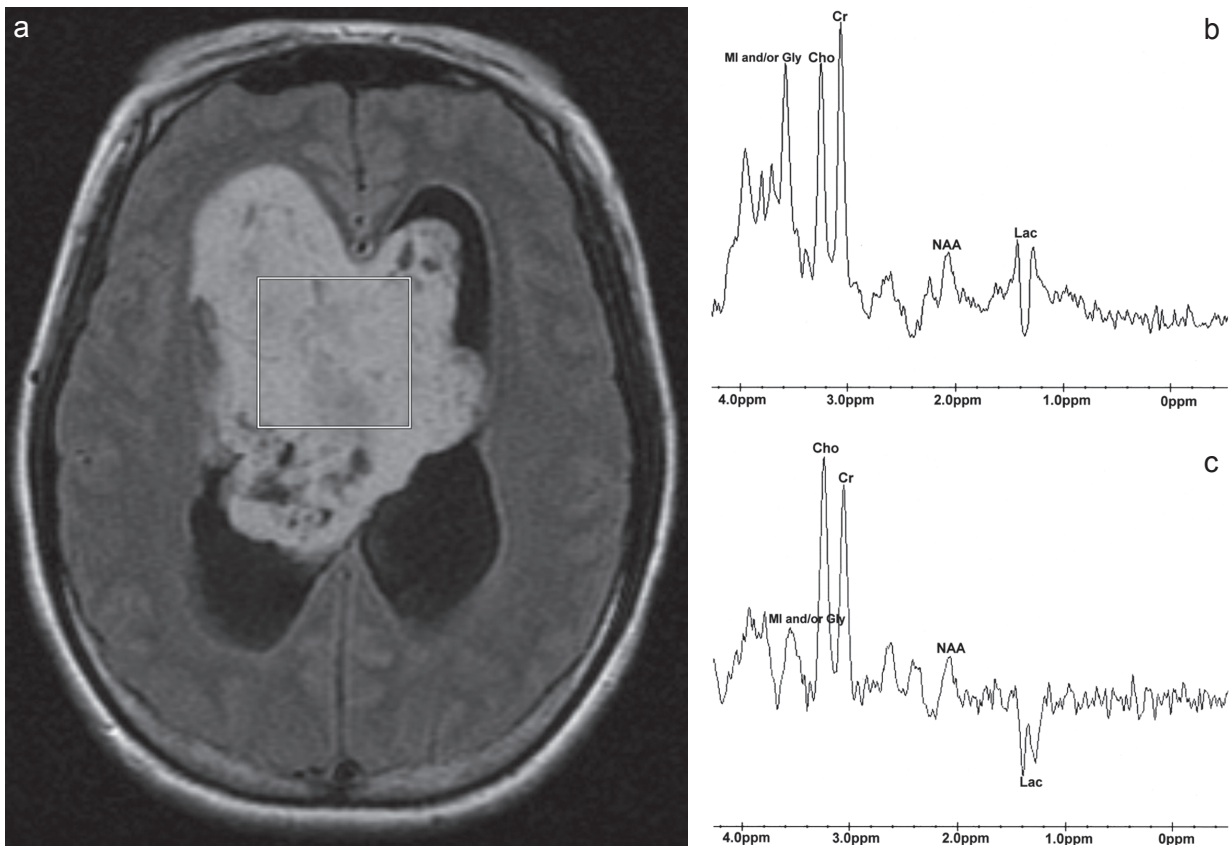 a
b
Cr
MI and/or Gly Cho
NAA
Lac
4.0ppm 3.0ppm 2.0ppm 1.0ppm 0ppm
c
Cho
Cr
MI and/or Gly
NAA
Lac
4.0ppm 3.0ppm 2.0ppm 1.0ppm 0ppm